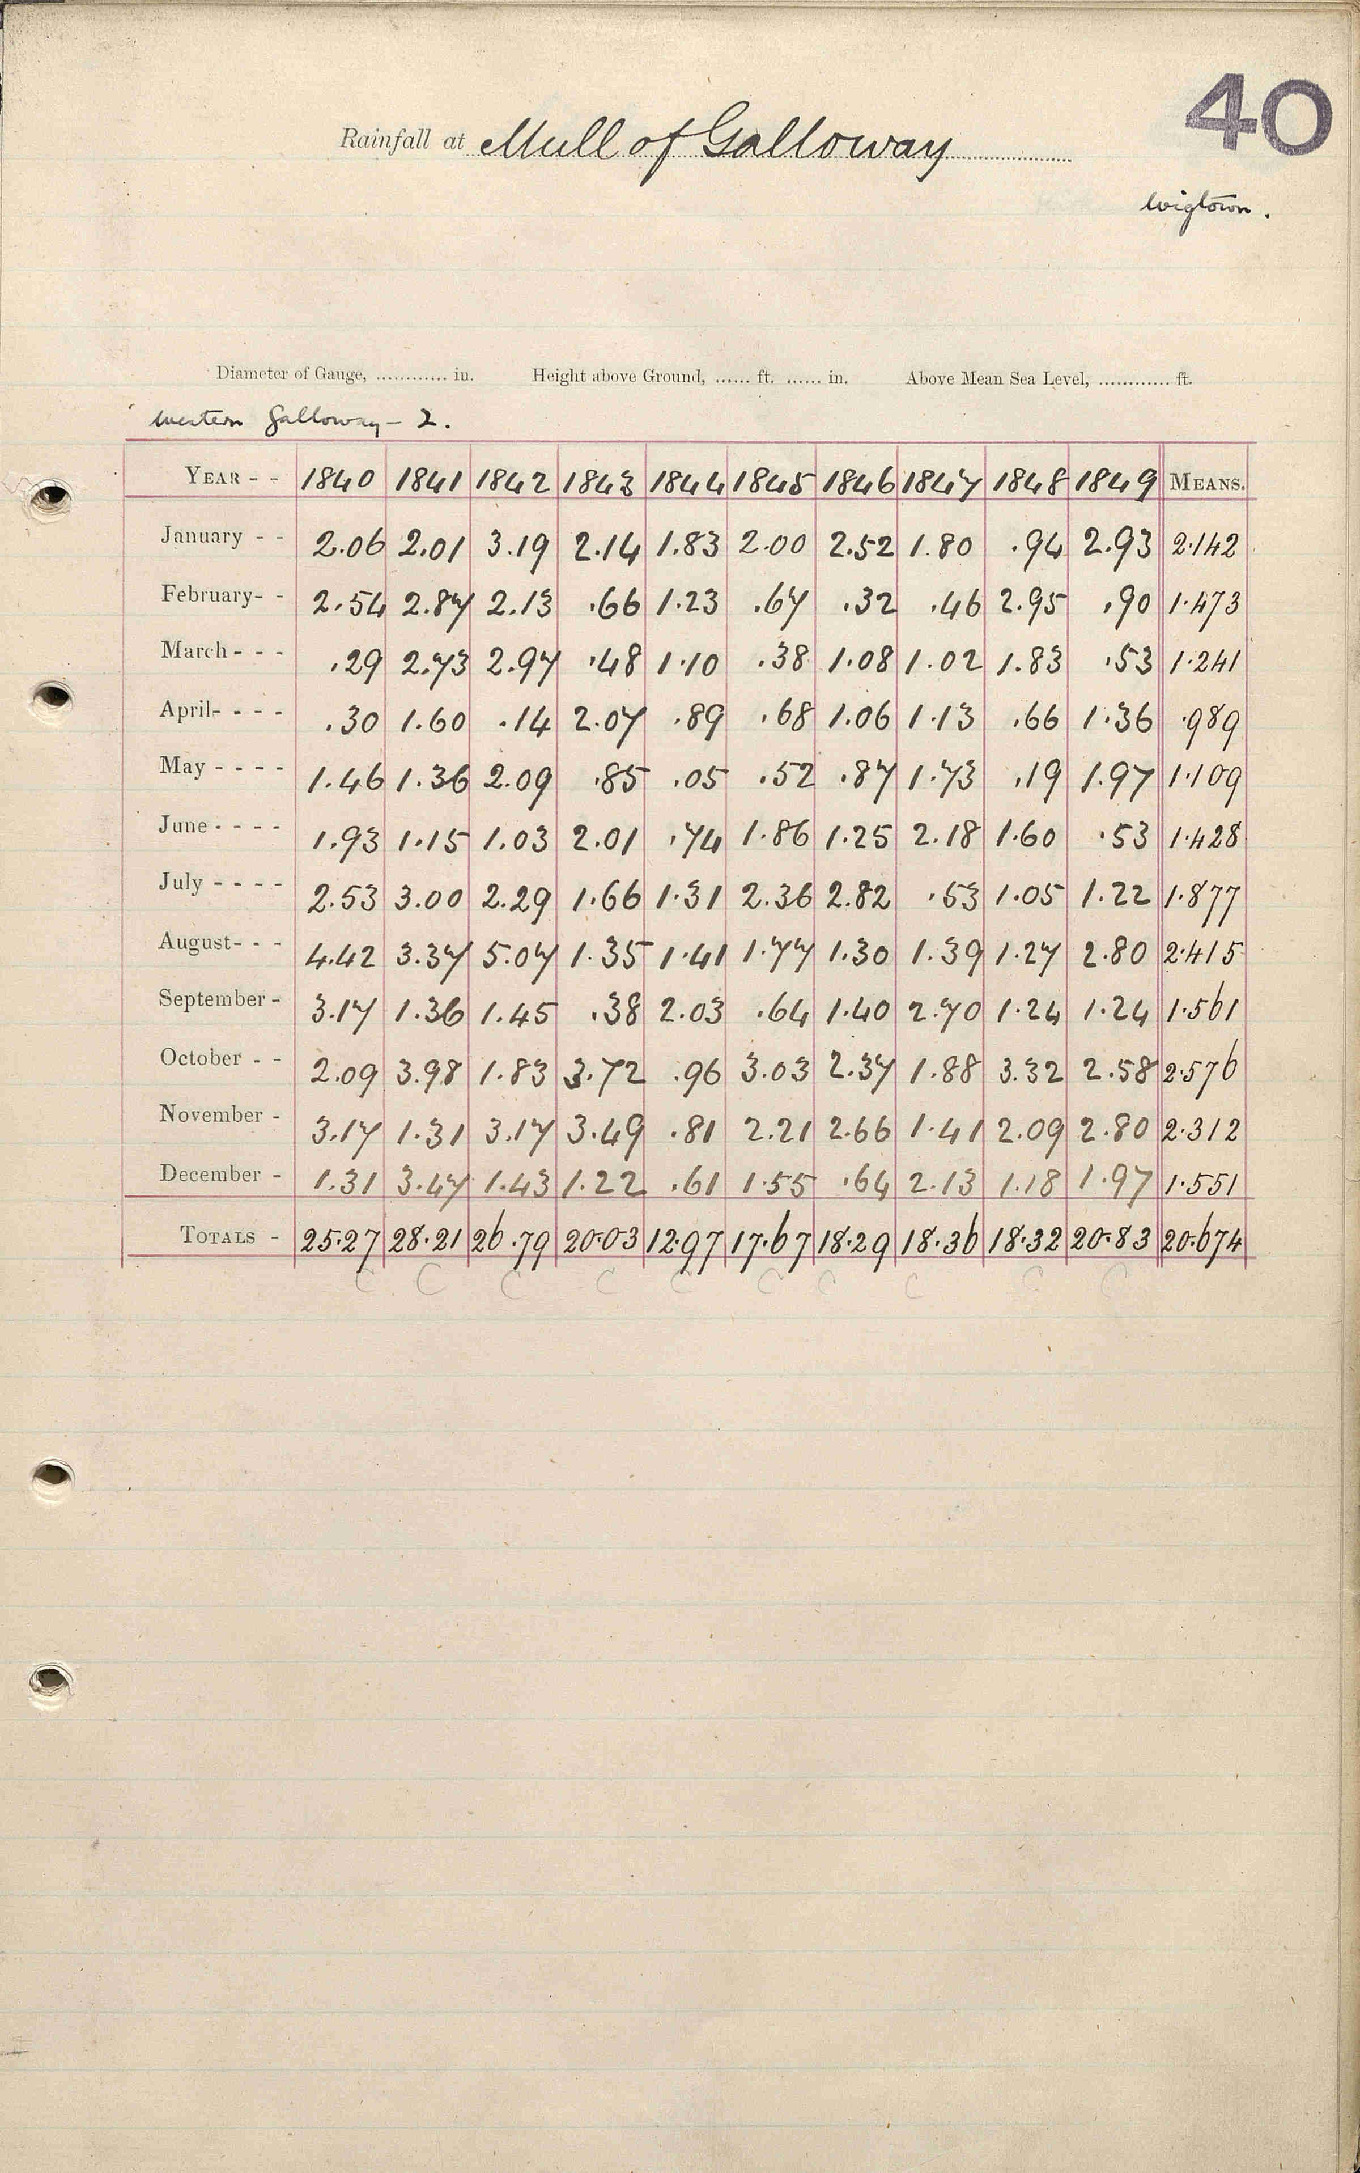 40
Rainfall at Mull of Galloway
Wigtown.
Diameter of Gauge, ............ in. Height above Ground, ...... ft. ...... in. Above Mean Sea Level, ............ ft.
Western Galloway - 2.
YEAR - - 1840 1841 1842 1843 1844 1845 1846 1847 1848 1849 MEANS.
January - - 2.06 2.01 3.19 2.14 1.83 2.00 2.52 1.80 .94 2.93 2.142
February- - 2.54 2.87 2.13 .66 1.23 .67 .32 .46 2.95 .90 1.473
March - - - .29 2.73 2.97 .48 1.10 .38 1.08 1.02 1.83 .53 1.241
April- - - - .30 1.60 .14 2.07 .89 .68 1.06 1.13 .66 1.36 .989
May - - - - 1.46 1.36 2.09 .85 .05 .52 .87 1.73 .19 1.97 1.109
June - - - - 1.93 1.15 1.03 2.01 .74 1.86 1.25 2.18 1.60 .53 1.428
July - - - - 2.53 3.00 2.29 1.66 1.31 2.36 2.82 .53 1.05 1.22 1.877
August- - - 4.42 3.37 5.07 1.35 1.41 1.77 1.30 1.39 1.27 2.80 2.415
September - 3.17 1.36 1.45 .38 2.03 .64 1.40 2.70 1.24 1.24 1.561
October - - 2.09 3.98 1.83 3.72 .96 3.03 2.37 1.88 3.32 2.58 2.576
November - 3.17 1.31 3.17 3.49 .81 2.21 2.66 1.41 2.09 2.80 2.312
December - 1.31 3.47 1.43 1.22 .61 1.55 .64 2.13 1.18 1.97 1.551
TOTALS - 25.27 28.21 26.79 20.03 12.97 17.67 18.29 18.36 18.32 20.83 20.674
C C C C C C C C C C